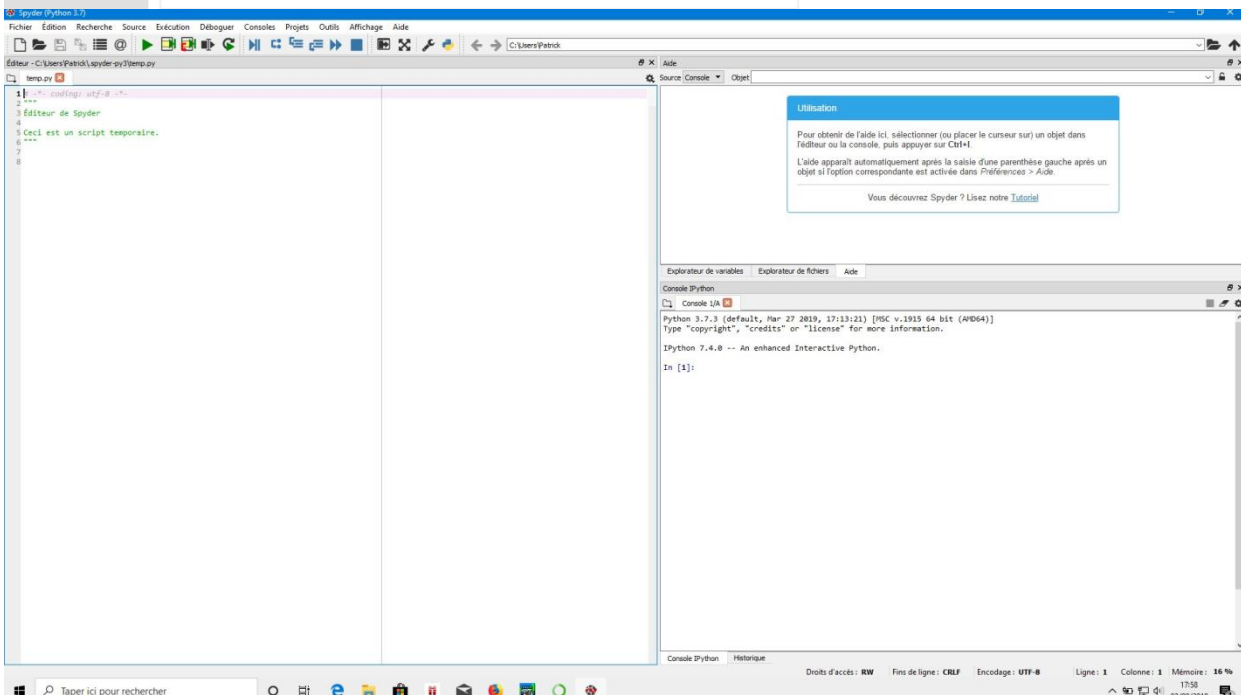 Spyder (Python 3.7)
Fichier Édition Recherche Source Exécution Déboguer Consoles Projets Outils Affichage Aide
C:\Users\Patrick
Éditeur - C:\Users\Patrick\.spyder-py3\temp.py
temp.py
1 # -*- coding: utf-8 -*-
2 """
3 Éditeur de Spyder
4
5 Ceci est un script temporaire.
6 """
7
8
Aide
Source Console Objet
Utilisation
Pour obtenir de l'aide ici, sélectionner (ou placer le curseur sur) un objet dans
l'éditeur ou la console, puis appuyer sur Ctrl+I.
L'aide apparaît automatiquement après la saisie d'une parenthèse gauche après un
objet si l'option correspondante est activée dans Préférences > Aide.
Vous découvrez Spyder ? Lisez notre Tutoriel
Explorateur de variables Explorateur de fichiers Aide
Console IPython
Console 1/A
Python 3.7.3 (default, Mar 27 2019, 17:13:21) [MSC v.1915 64 bit (AMD64)]
Type "copyright", "credits" or "license" for more information.
IPython 7.4.0 -- An enhanced Interactive Python.
In [1]:
Console IPython Historique
Droits d'accès : RW Fins de ligne : CRLF Encodage : UTF-8 Ligne : 1 Colonne : 1 Mémoire : 16 %
Taper ici pour rechercher
17:58